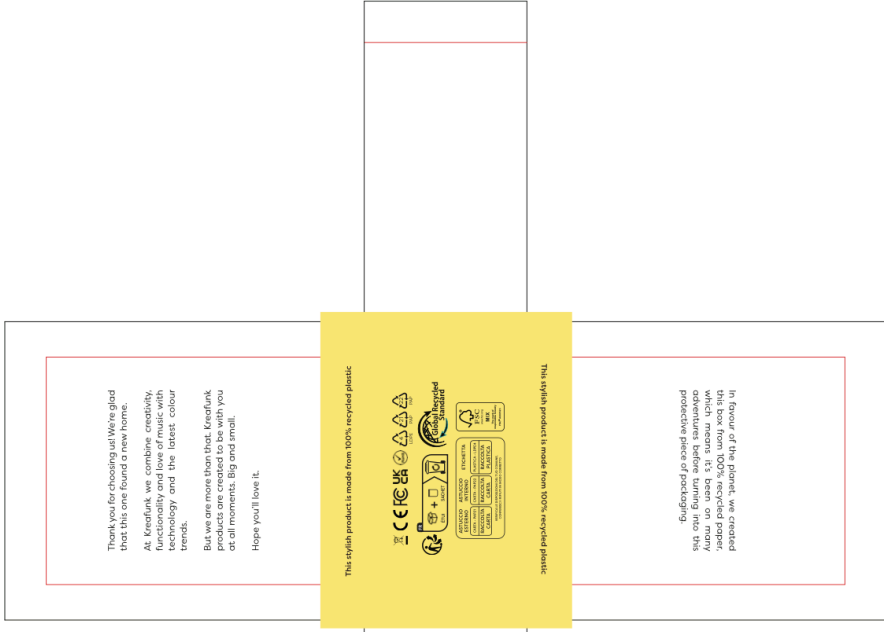 Thank you for choosing us! We're glad
that this one found a new home.
At Kreafunk we combine creativity,
functionality and love of music with
technology and the latest colour
trends.
But we are more than that. Kreafunk
products are created to be with you
at all moments. Big and small.
Hope you'll love it.
This stylish product is made from 100% recycled plastic
CE FC UK
CA
Global Recycled
Standard
ÉTUI
SACHET
FSC
MIX
ASTUCCIO
ESTERNO
ASTUCCIO
INTERNO
ETICHETTA
RACCOLTA
CARTA
RACCOLTA
CARTA
RACCOLTA
PLASTICA
This stylish product is made from 100% recycled plastic
In favour of the planet, we created
this box from 100% recycled paper,
which means it's been on many
adventures before turning into this
protective piece of packaging.